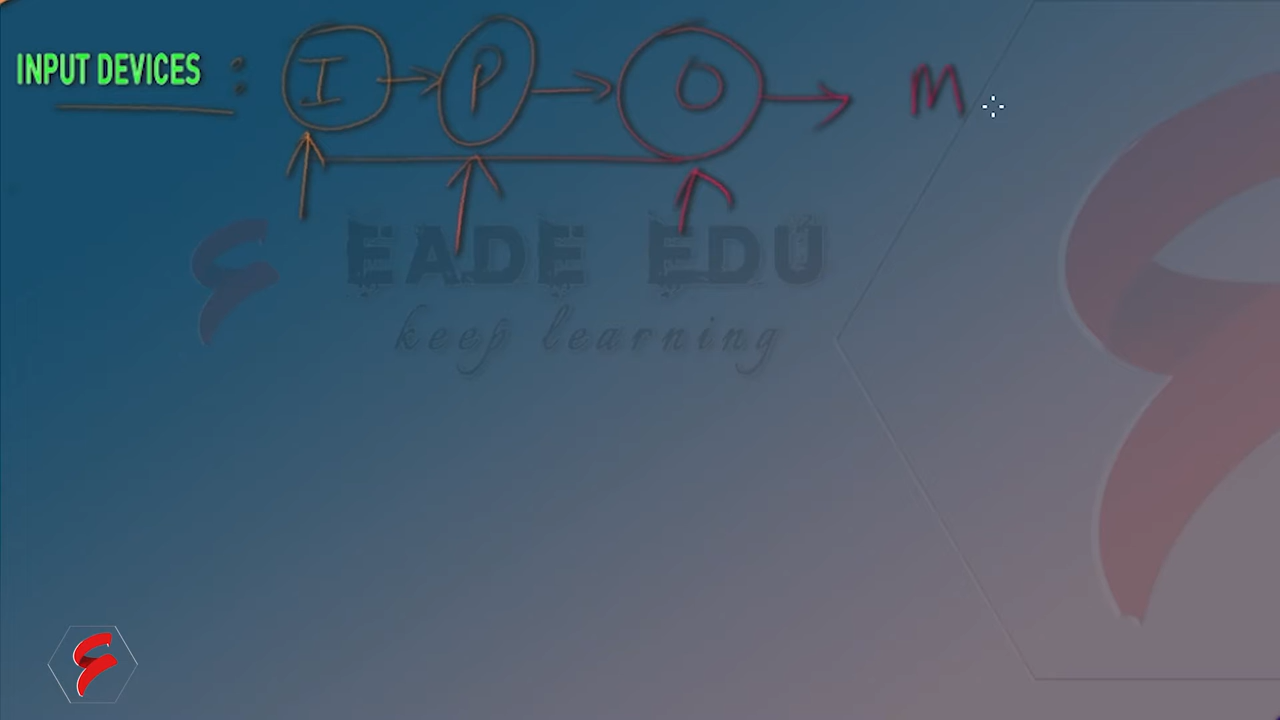 INPUT DEVICES : I → P → O → M
EADE EDU
keep learning